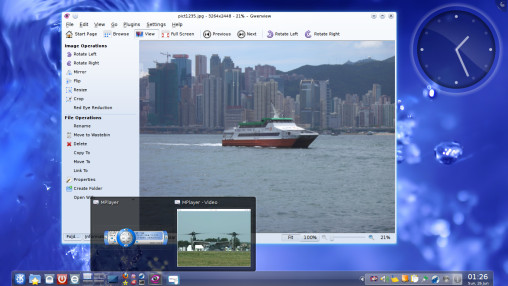 pict1235.jpg - 3264x2448 - 21% - Gwenview
File Edit View Go Plugins Settings Help
Start Page Browse View Full Screen Previous Next Rotate Left Rotate Right
Image Operations
Rotate Left
Rotate Right
Mirror
Flip
Resize
Crop
Red Eye Reduction
File Operations
Rename
Move to Wastebin
Delete
Copy To
Move To
Link To
Properties
Create Folder
Open
MPlayer
MPlayer - Video
Fit 100% 21%
01:26
Sun, 28 Jun